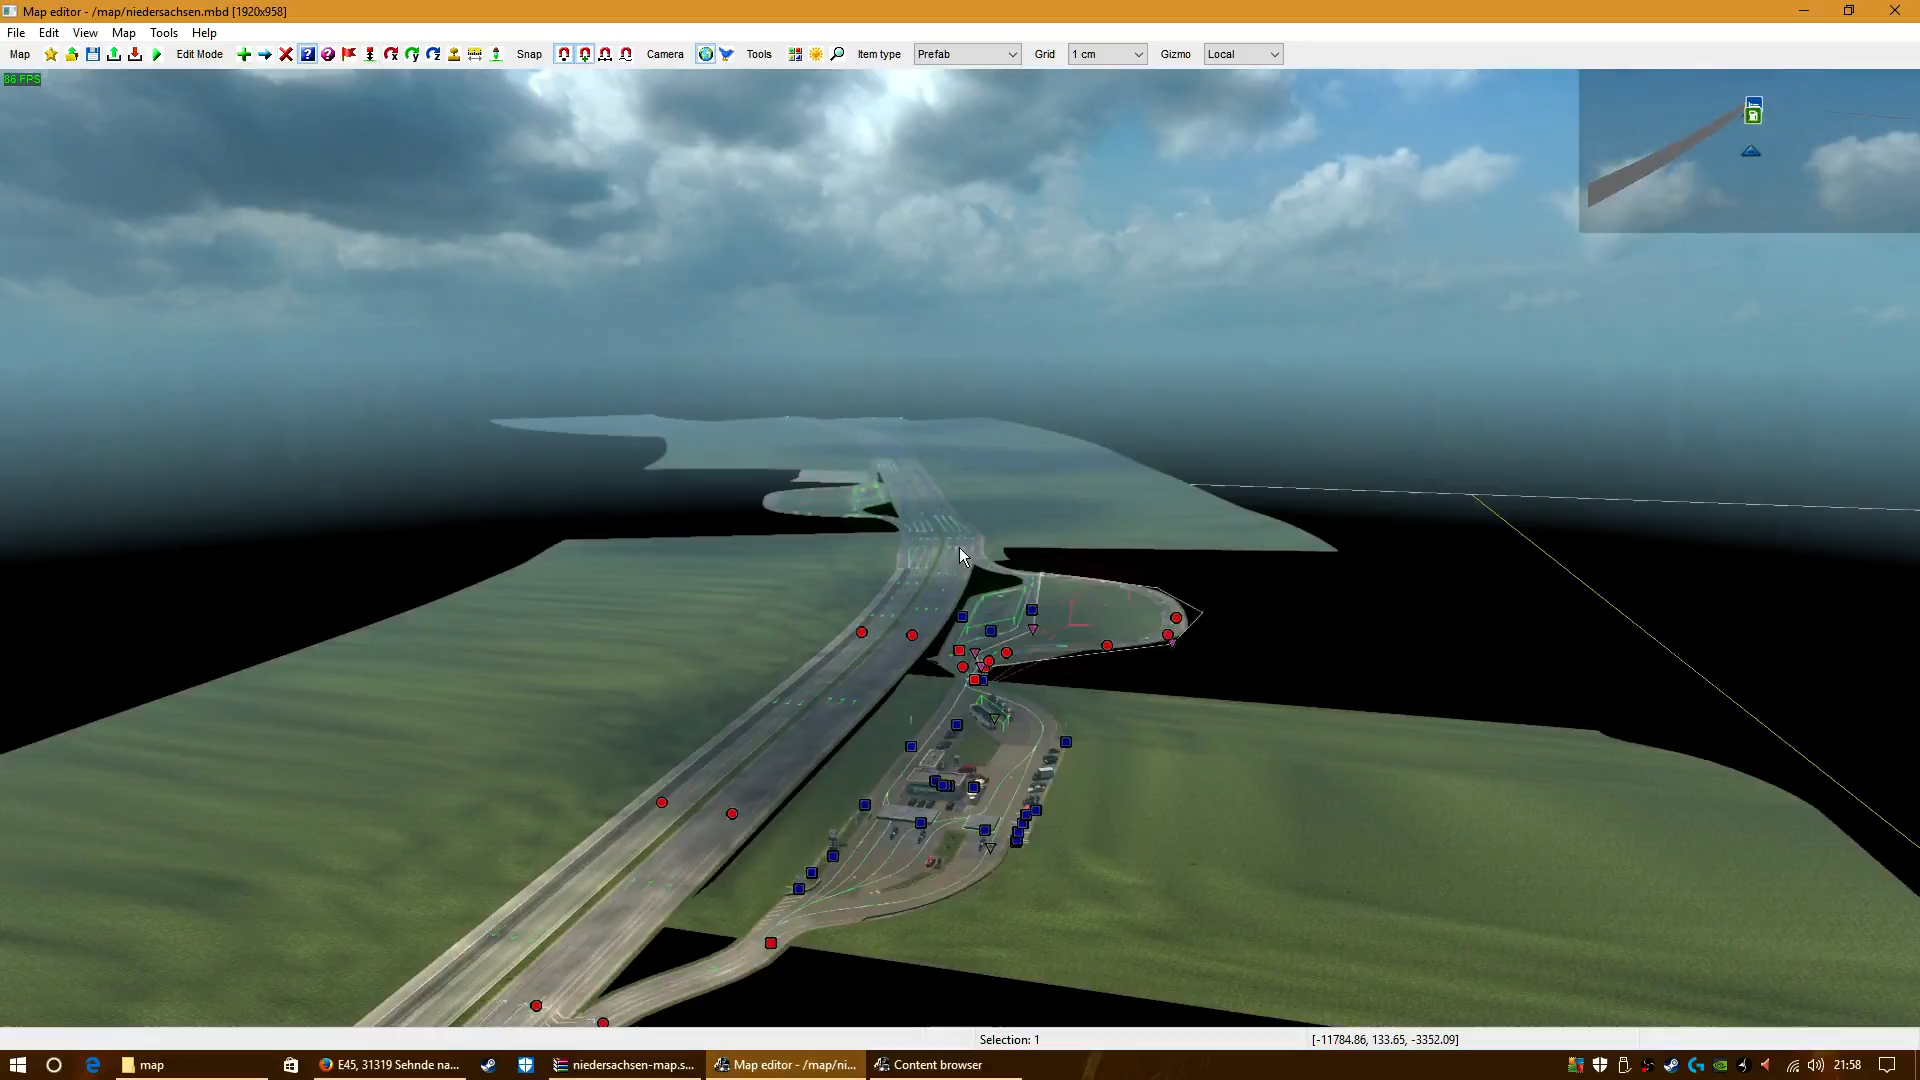 Map editor - /map/niedersachsen.mbd [1920x958]
File Edit View Map Tools Help
Map Edit Mode Snap Camera Tools Item type Prefab Grid 1 cm Gizmo Local
86 FPS
Selection: 1 [-11784.86, 133.65, -3352.09]
map E45, 31319 Sehnde na... niedersachsen-map.s... Map editor - /map/ni... Content browser 21:58